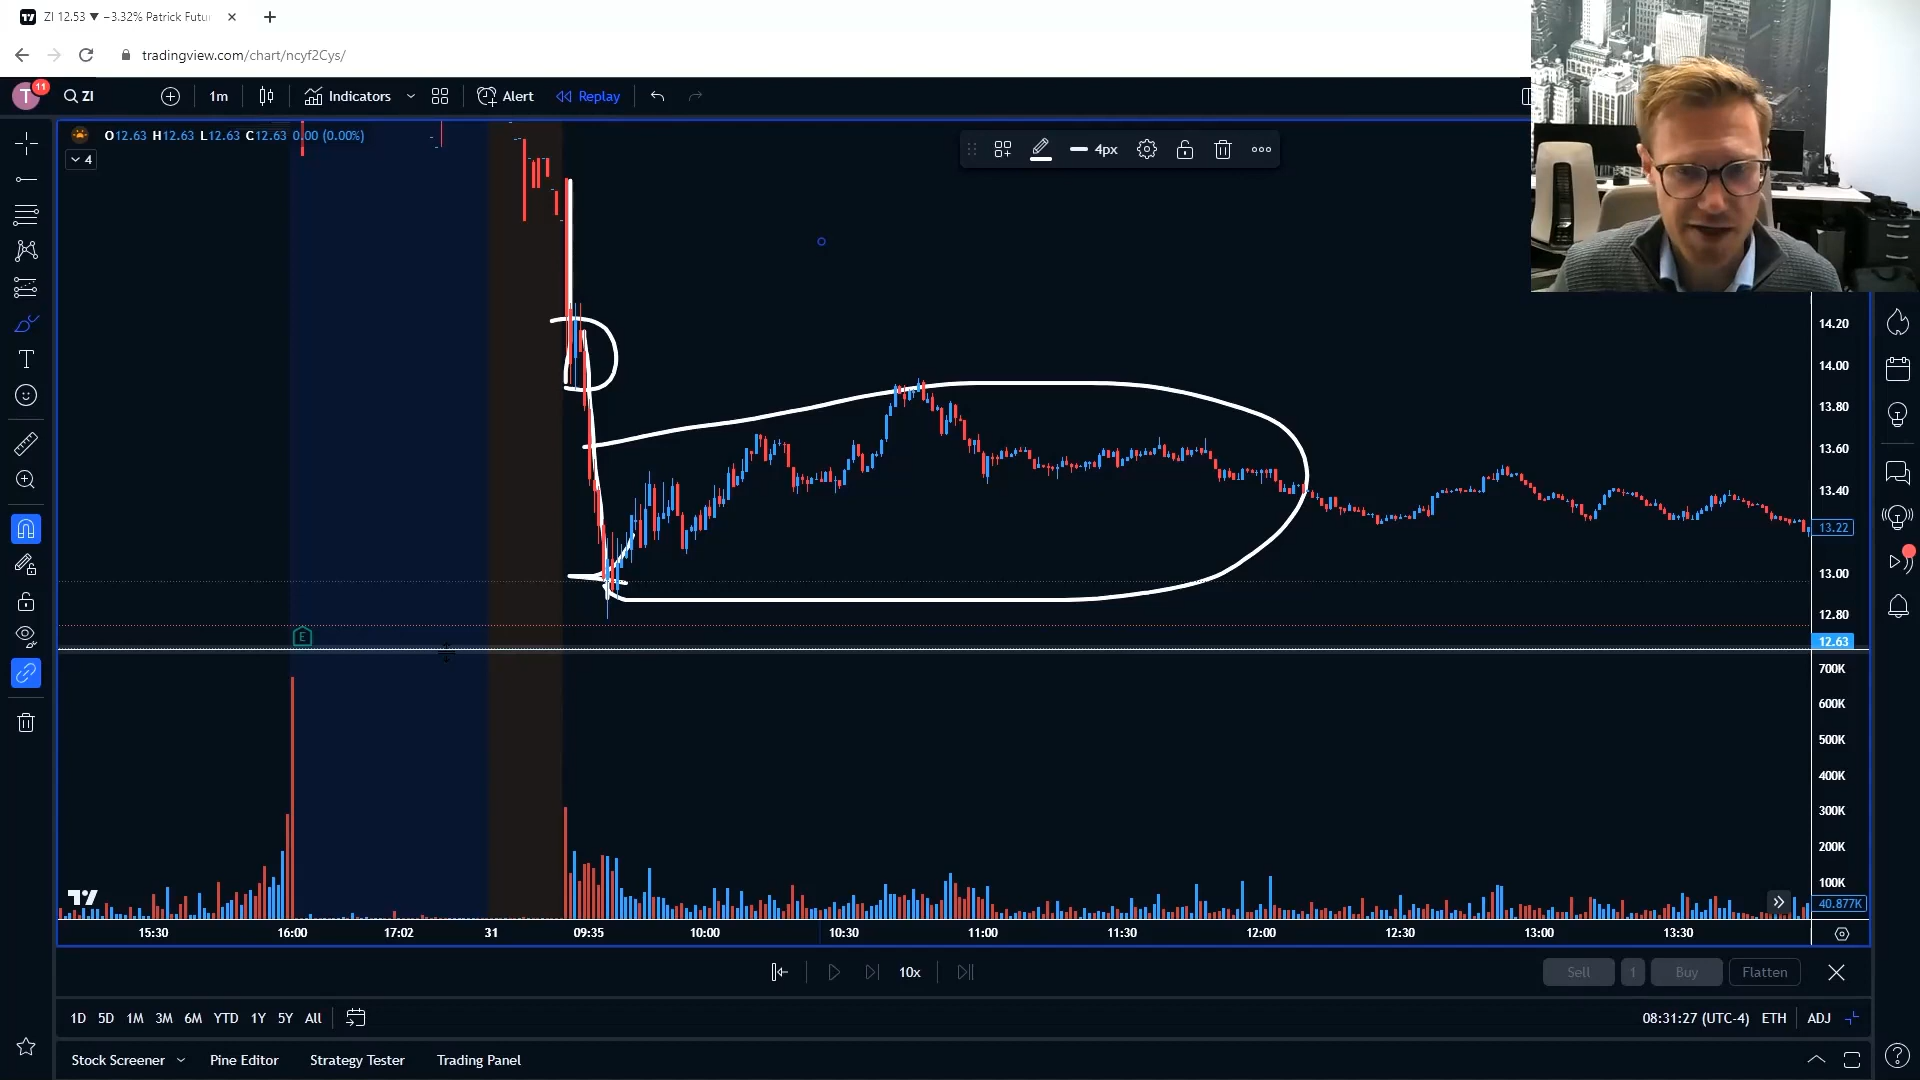 ZI 12.53 ▼ −3.32% Patrick Futu
tradingview.com/chart/ncyf2Cys/
T 11 ZI 1m Indicators Alert Replay
O12.63 H12.63 L12.63 C12.63 0.00 (0.00%)
4
4px
14.20
14.00
13.80
13.60
13.40
13.22
13.00
12.80
12.63
E
700K
600K
500K
400K
300K
200K
100K
40.877K
15:30 16:00 17:02 31 09:35 10:00 10:30 11:00 11:30 12:00 12:30 13:00 13:30
10x Sell 1 Buy Flatten
1D 5D 1M 3M 6M YTD 1Y 5Y All 08:31:27 (UTC-4) ETH ADJ
Stock Screener Pine Editor Strategy Tester Trading Panel